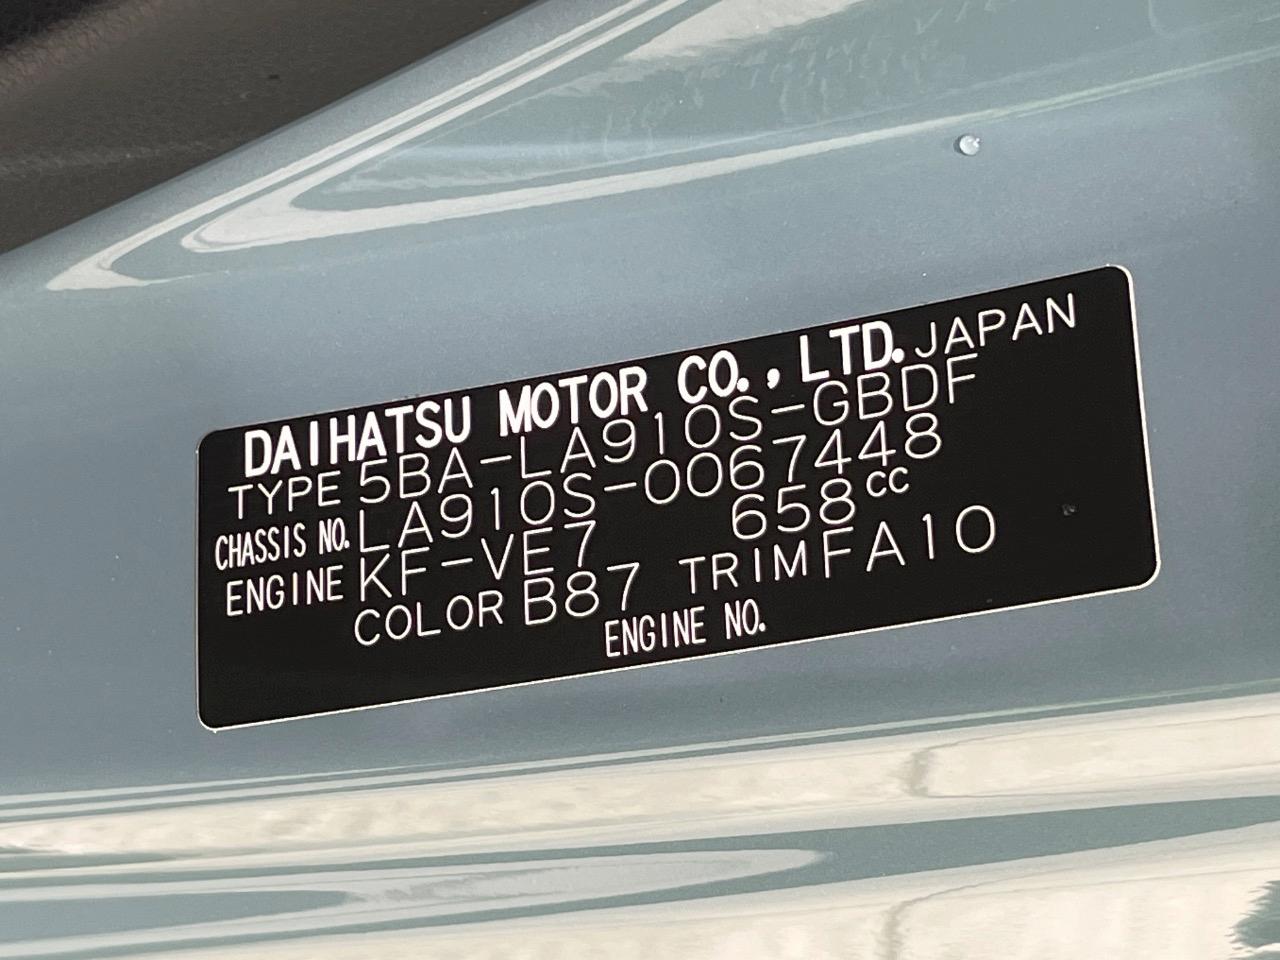 DAIHATSU MOTOR CO., LTD. JAPAN
TYPE 5BA-LA910S-GBDF
CHASSIS NO. LA910S-0067448
ENGINE KF-VE7 658cc
COLOR B87 TRIM FA10
ENGINE NO.